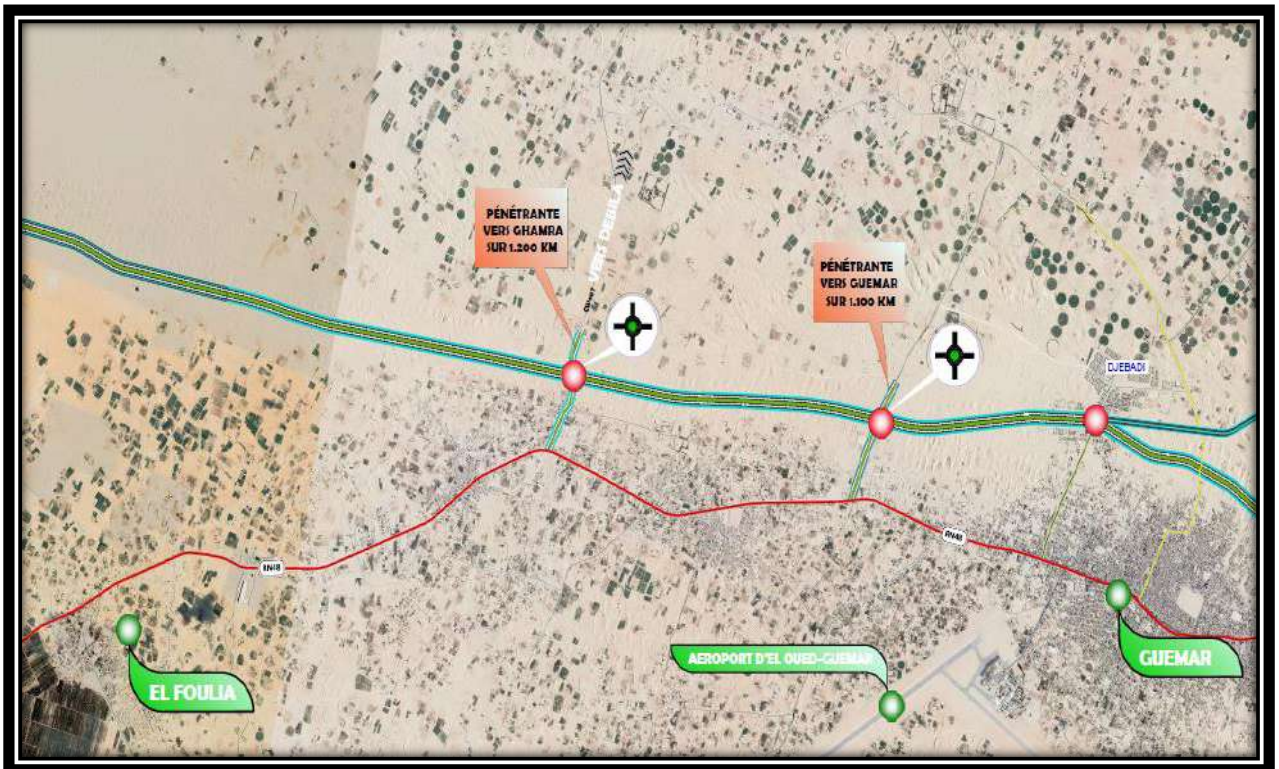 PÉNÉTRANTE
VERS GHAMRA
SUR 1.200 KM
VERS DEBILA
PÉNÉTRANTE
VERS GUEMAR
SUR 1.100 KM
DJEBADI
RN48
RN48
EL FOULIA
AEROPORT D'EL OUED-GUEMAR
GUEMAR